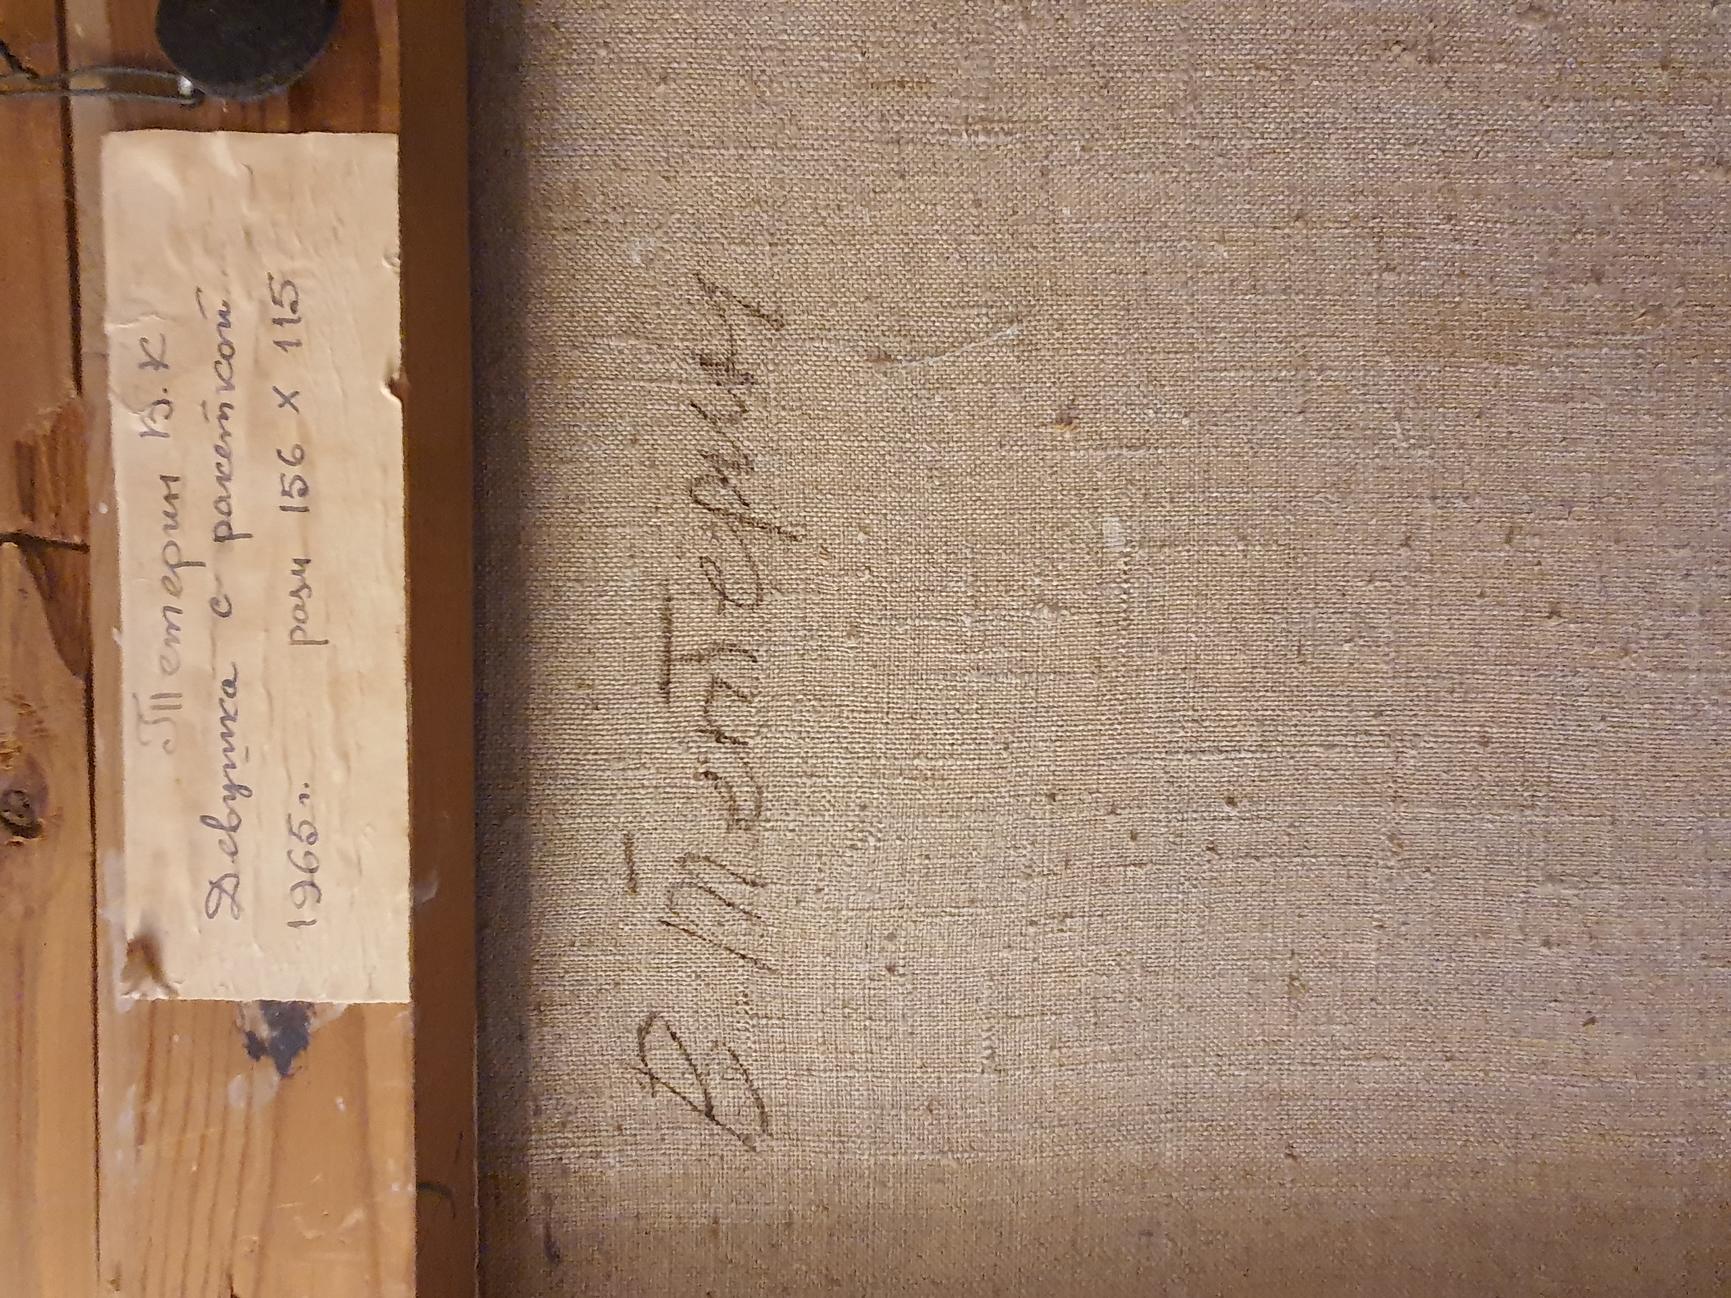 Тетерин В.К
Девушка с ракеткой
1965г. разм 156 X 115
В Тетерин